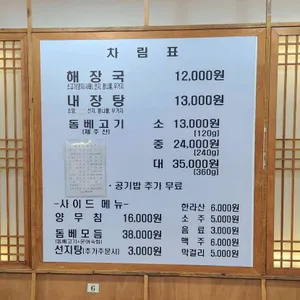 차림표
해장국 12,000원
내장탕 13,000원
돔베고기 소 13,000원
(제주산) (120g)
중 24,000원
(240g)
대 35,000원
(360g)
· 공기밥 추가 무료
-사이드 메뉴-
양무침 16,000원
돔베모듬 38,000원
선지탕(추가주문시) 3,000원
한라산 6,000원
소주 5,000원
음료 3,000원
맥주 6,000원
막걸리 5,000원
6